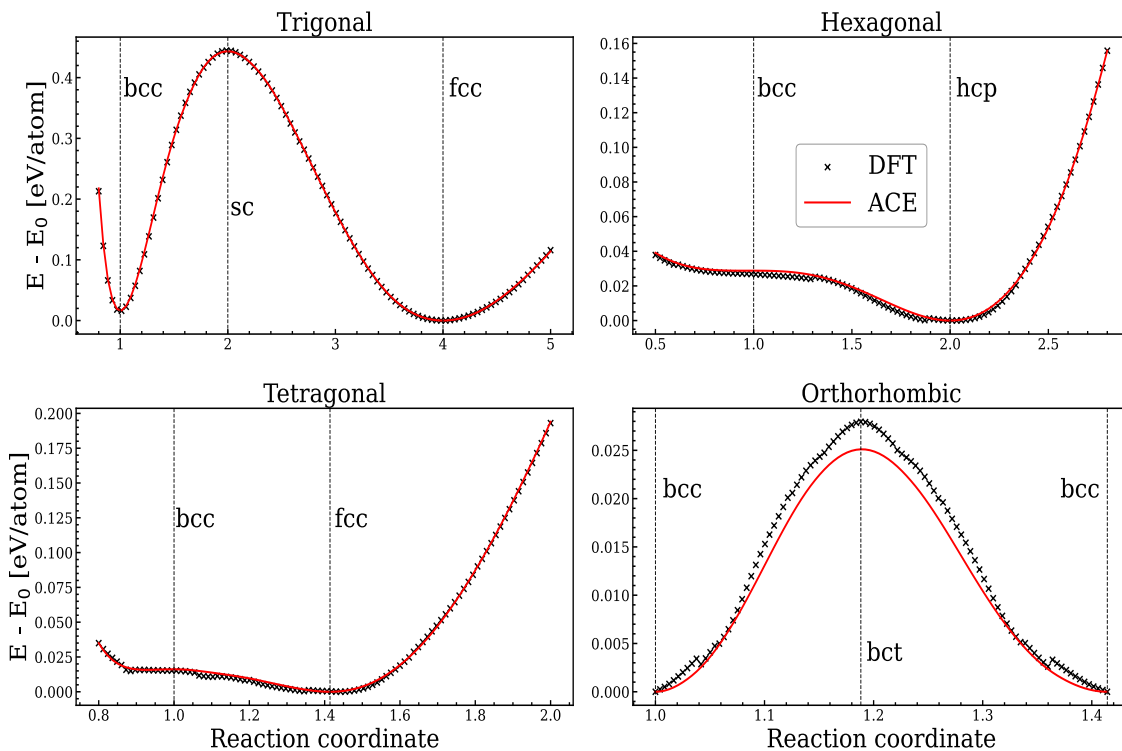 Trigonal
E - E0 [eV/atom]
0.4
0.3
0.2
0.1
0.0
bcc
sc
fcc
1
2
3
4
5
Hexagonal
0.16
0.14
0.12
0.10
0.08
0.06
0.04
0.02
0.00
bcc
hcp
DFT
ACE
0.5
1.0
1.5
2.0
2.5
Tetragonal
E - E0 [eV/atom]
0.200
0.175
0.150
0.125
0.100
0.075
0.050
0.025
0.000
bcc
fcc
0.8
1.0
1.2
1.4
1.6
1.8
2.0
Reaction coordinate
Orthorhombic
0.025
0.020
0.015
0.010
0.005
0.000
bcc
bcc
bct
1.0
1.1
1.2
1.3
1.4
Reaction coordinate